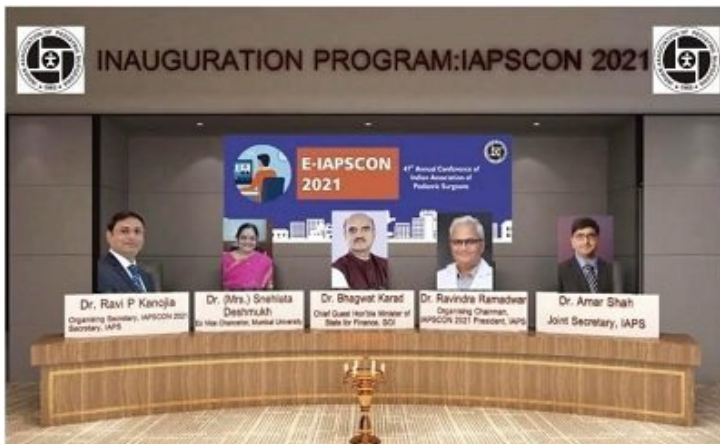 INAUGURATION PROGRAM:IAPSCON 2021
E-IAPSCON
2021
47th Annual Conference of
Indian Association of
Pediatric Surgeons
Dr. Ravi P Kanojia
Organising Secretary, IAPSCON 2021
Secretary, IAPS
Dr. (Mrs.) Snehlata
Deshmukh
Ex Vice Chancellor, Mumbai University
Dr. Bhagwat Karad
Chief Guest Hon'ble Minister of
State for Finance, GOI
Dr. Ravindra Ramadwar
Organising Chairman,
IAPSCON 2021 President, IAPS
Dr. Amar Shah
Joint Secretary, IAPS